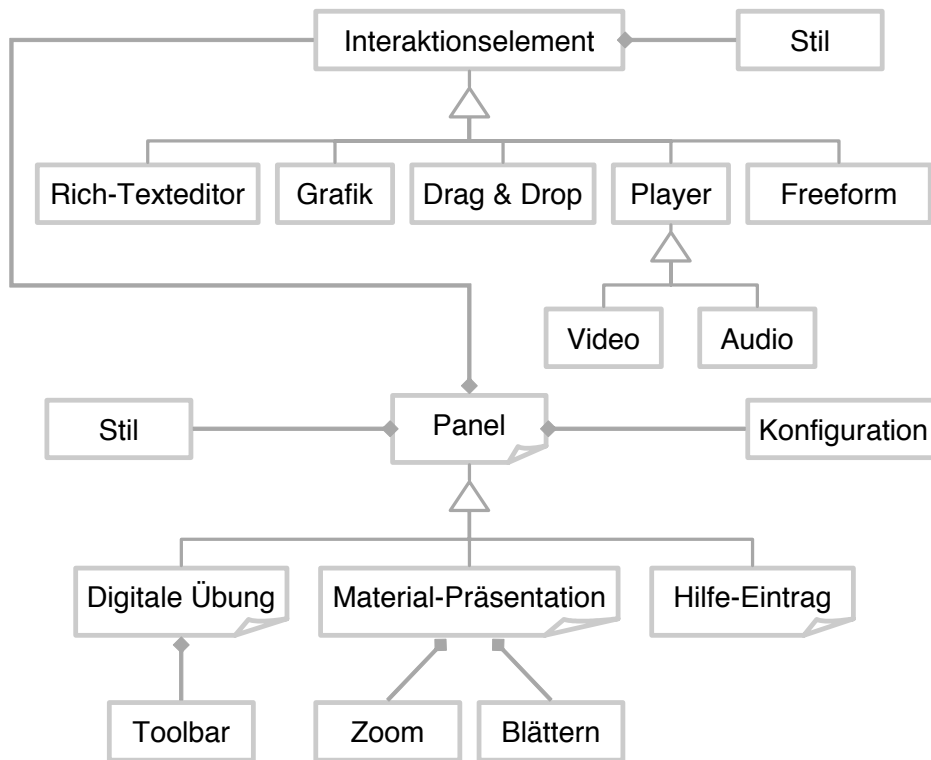 Interaktionselement
Stil
Rich-Texteditor
Grafik
Drag & Drop
Player
Freeform
Video
Audio
Stil
Panel
Konfiguration
Digitale Übung
Material-Präsentation
Hilfe-Eintrag
Toolbar
Zoom
Blättern